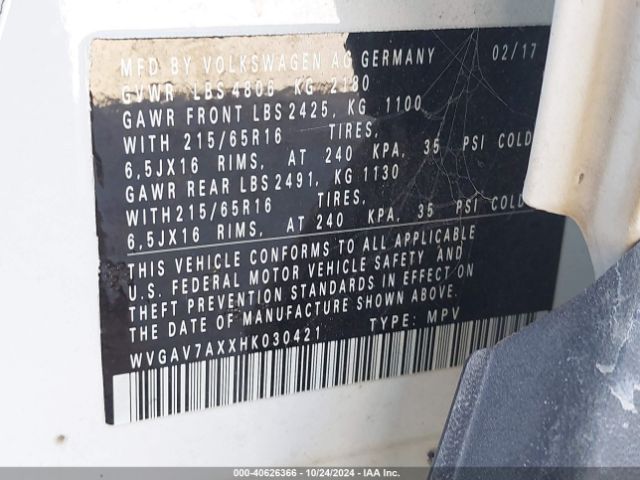 MFD BY VOLKSWAGEN AG GERMANY 02/17
GVWR LBS 4806 KG 2180
GAWR FRONT LBS 2425, KG 1100
WITH 215/65R16 TIRES,
6,5JX16 RIMS, AT 240 KPA, 35 PSI COLD
GAWR REAR LBS 2491, KG 1130
WITH 215/65R16 TIRES,
6,5JX16 RIMS, AT 240 KPA, 35 PSI COLD
THIS VEHICLE CONFORMS TO ALL APPLICABLE
U.S. FEDERAL MOTOR VEHICLE SAFETY AND
THEFT PREVENTION STANDARDS IN EFFECT ON
THE DATE OF MANUFACTURE SHOWN ABOVE.
WVGAV7AXXHK030421 TYPE: MPV
000-40626366 - 10/24/2024 - IAA Inc.